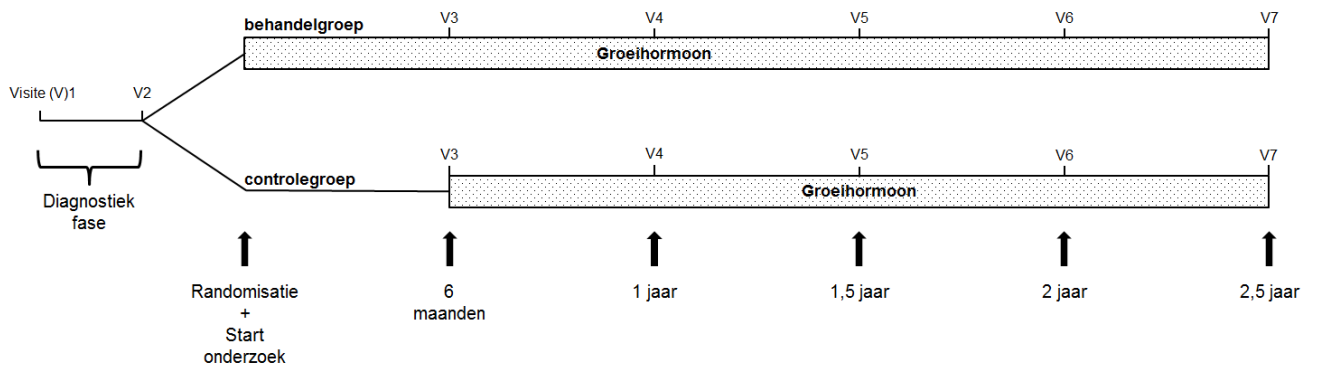 behandelgroep
V3
V4
V5
V6
V7
Groeihormoon
Visite (V)1
V2
V3
V4
V5
V6
V7
controlegroep
Groeihormoon
Diagnostiek
fase
Randomisatie
+
Start
onderzoek
6
maanden
1 jaar
1,5 jaar
2 jaar
2,5 jaar